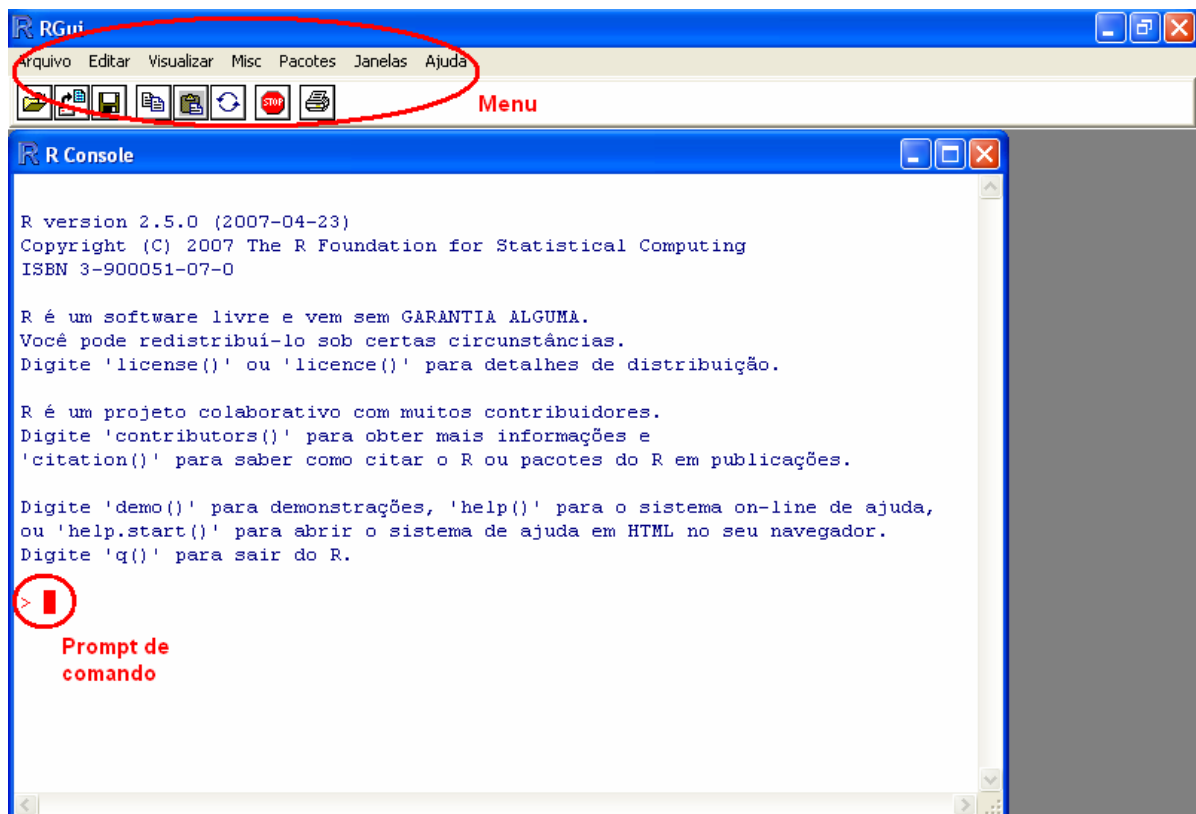 RGui
Arquivo Editar Visualizar Misc Pacotes Janelas Ajuda
STOP
Menu
R Console
R version 2.5.0 (2007-04-23)
Copyright (C) 2007 The R Foundation for Statistical Computing
ISBN 3-900051-07-0
R é um software livre e vem sem GARANTIA ALGUMA.
Você pode redistribuí-lo sob certas circunstâncias.
Digite 'license()' ou 'licence()' para detalhes de distribuição.
R é um projeto colaborativo com muitos contribuidores.
Digite 'contributors()' para obter mais informações e
'citation()' para saber como citar o R ou pacotes do R em publicações.
Digite 'demo()' para demonstrações, 'help()' para o sistema on-line de ajuda,
ou 'help.start()' para abrir o sistema de ajuda em HTML no seu navegador.
Digite 'q()' para sair do R.
>
Prompt de
comando